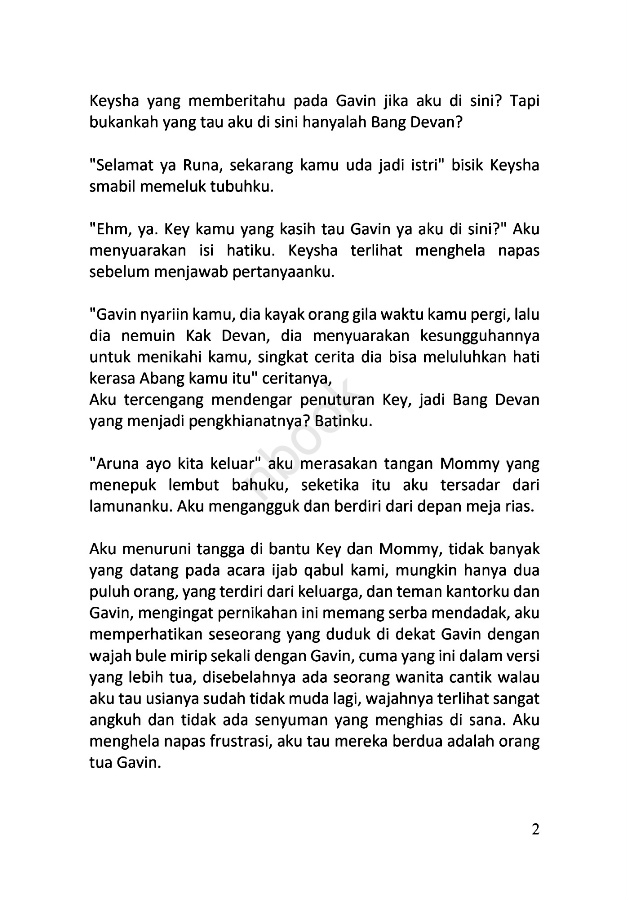 Keysha yang memberitahu pada Gavin jika aku di sini? Tapi
bukankah yang tau aku di sini hanyalah Bang Devan?
"Selamat ya Runa, sekarang kamu uda jadi istri" bisik Keysha
smabil memeluk tubuhku.
"Ehm, ya. Key kamu yang kasih tau Gavin ya aku di sini?" Aku
menyuarakan isi hatiku. Keysha terlihat menghela napas
sebelum menjawab pertanyaanku.
"Gavin nyariin kamu, dia kayak orang gila waktu kamu pergi, lalu
dia nemuin Kak Devan, dia menyuarakan kesungguhannya
untuk menikahi kamu, singkat cerita dia bisa meluluhkan hati
kerasa Abang kamu itu" ceritanya,
Aku tercengang mendengar penuturan Key, jadi Bang Devan
yang menjadi pengkhianatnya? Batinku.
"Aruna ayo kita keluar" aku merasakan tangan Mommy yang
menepuk lembut bahuku, seketika itu aku tersadar dari
lamunanku. Aku mengangguk dan berdiri dari depan meja rias.
Aku menuruni tangga di bantu Key dan Mommy, tidak banyak
yang datang pada acara ijab qabul kami, mungkin hanya dua
puluh orang, yang terdiri dari keluarga, dan teman kantorku dan
Gavin, mengingat pernikahan ini memang serba mendadak, aku
memperhatikan seseorang yang duduk di dekat Gavin dengan
wajah bule mirip sekali dengan Gavin, cuma yang ini dalam versi
yang lebih tua, disebelahnya ada seorang wanita cantik walau
aku tau usianya sudah tidak muda lagi, wajahnya terlihat sangat
angkuh dan tidak ada senyuman yang menghias di sana. Aku
menghela napas frustrasi, aku tau mereka berdua adalah orang
tua Gavin.
nbook
2